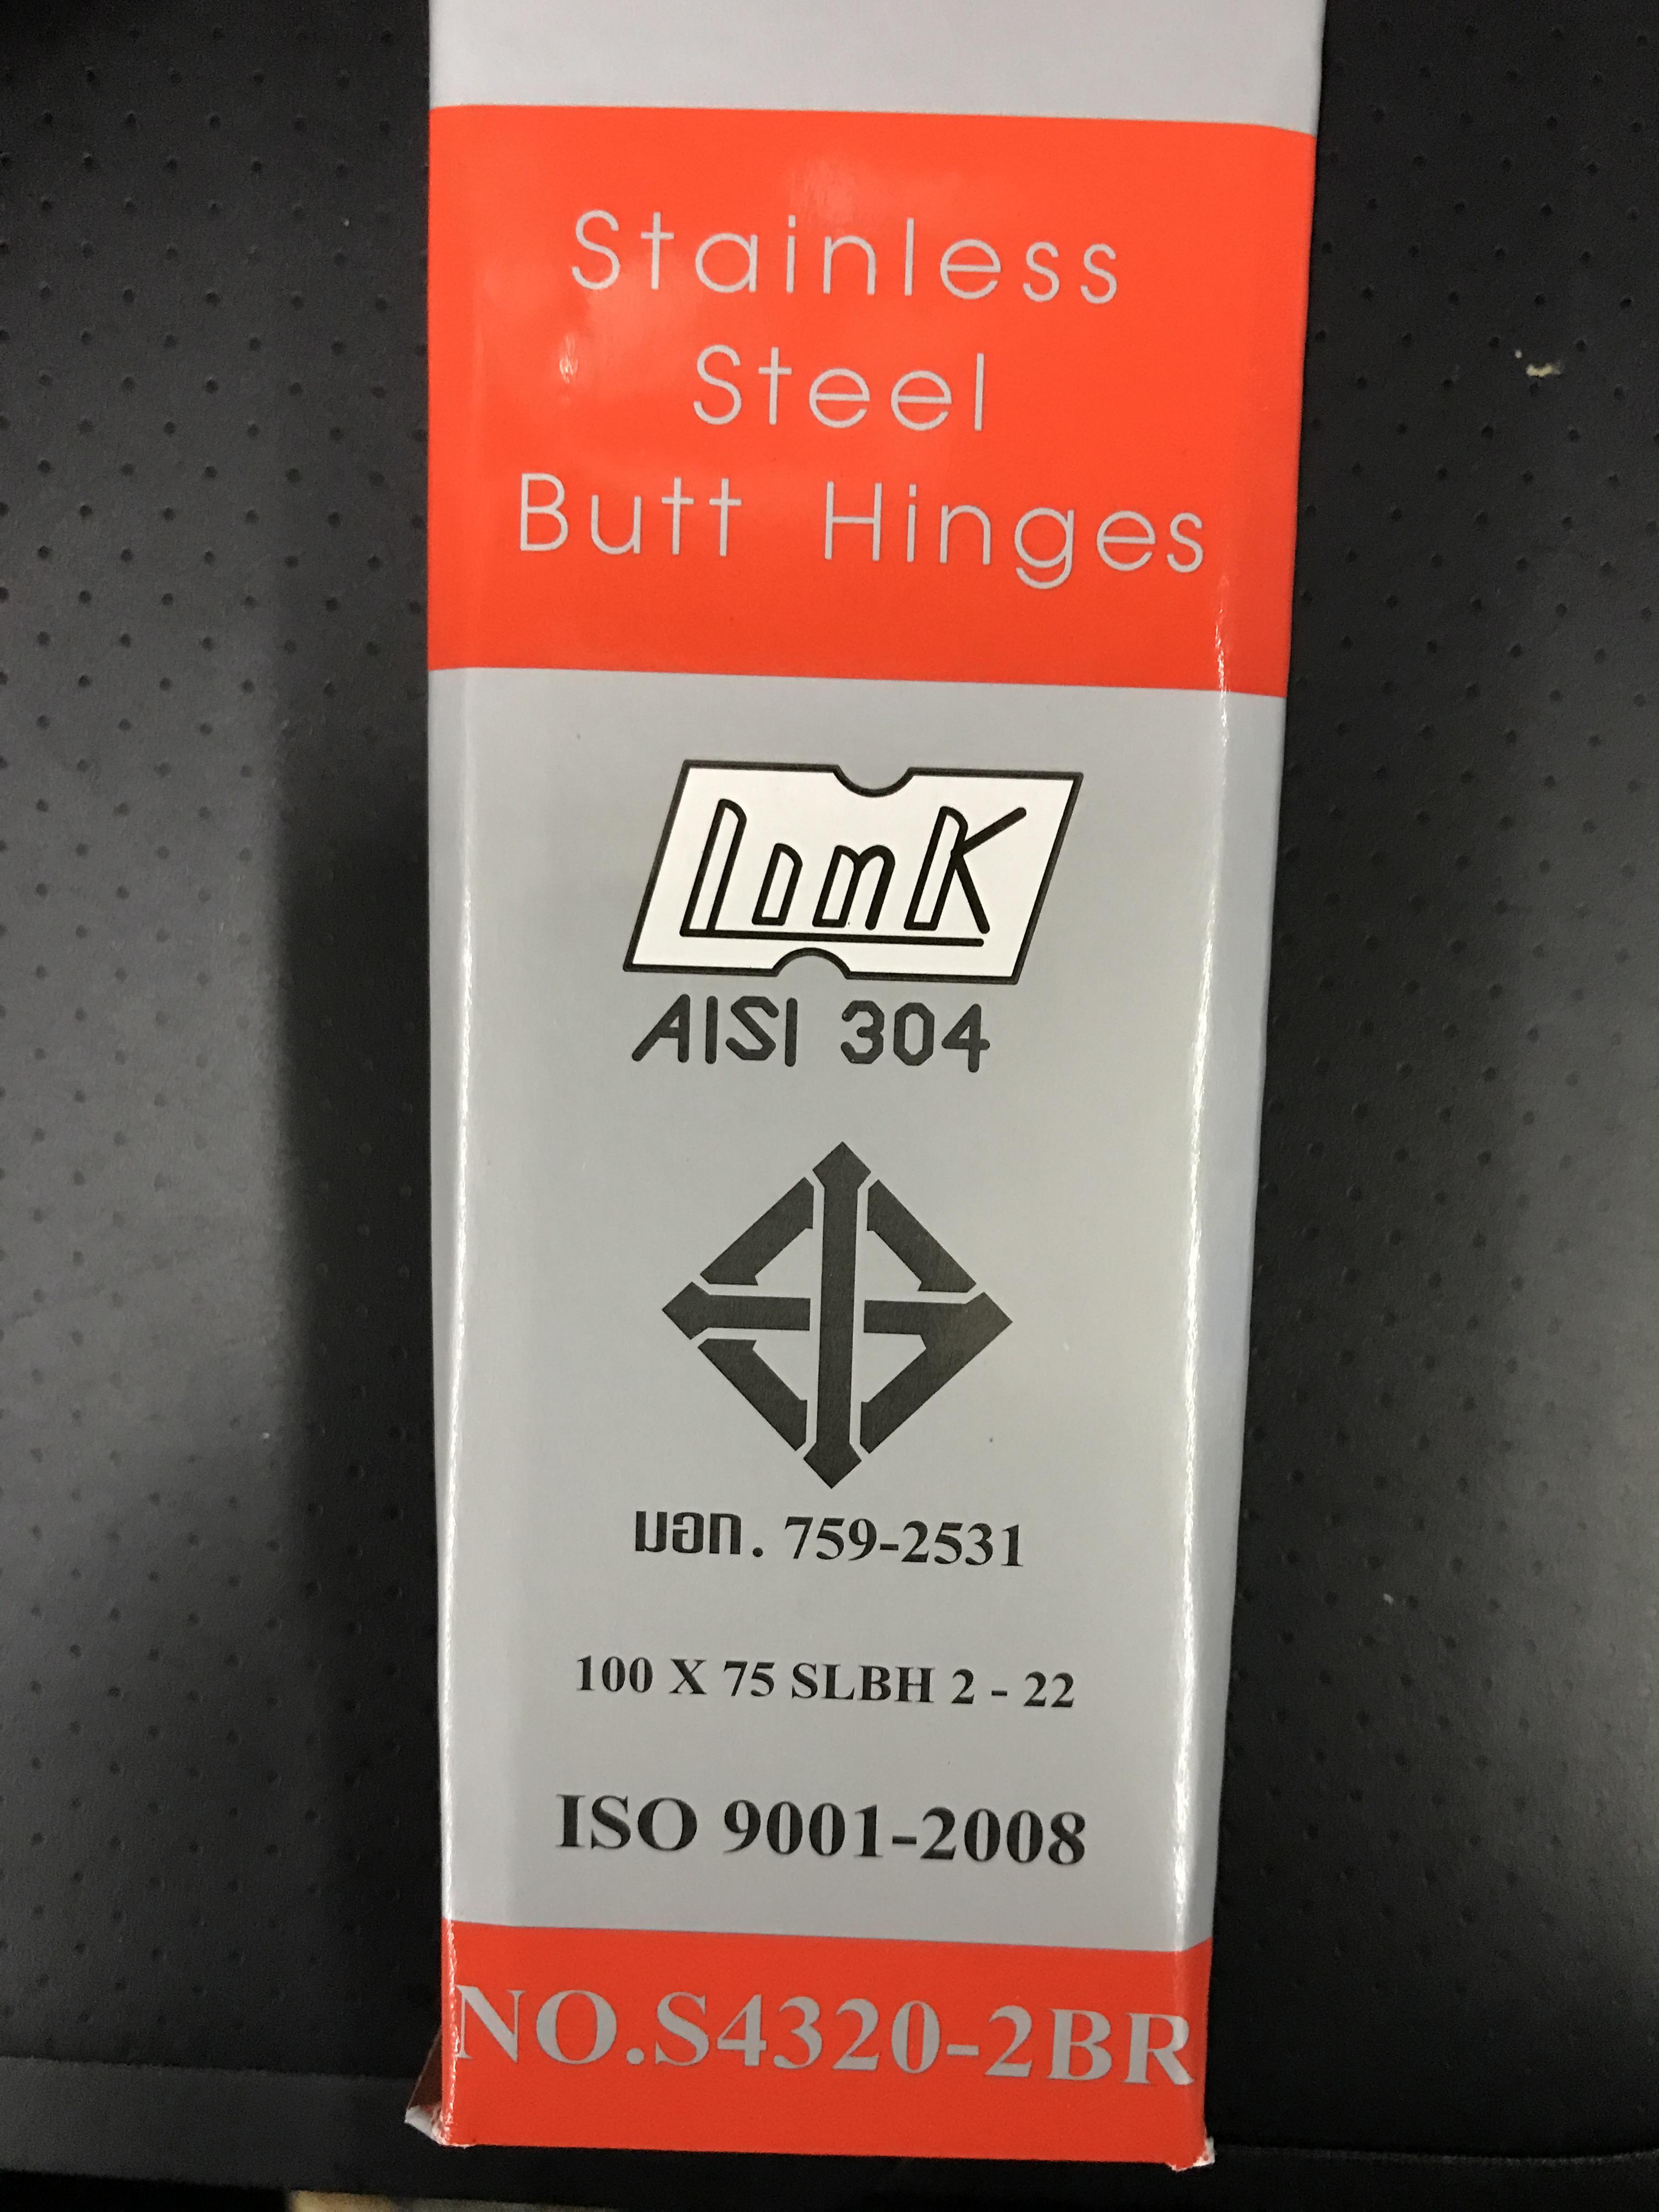 Stainless
Steel
Butt Hinges
LinK
AISI 304
มอก. 759-2531
100 X 75 SLBH 2 - 22
ISO 9001-2008
NO.S4320-2BR